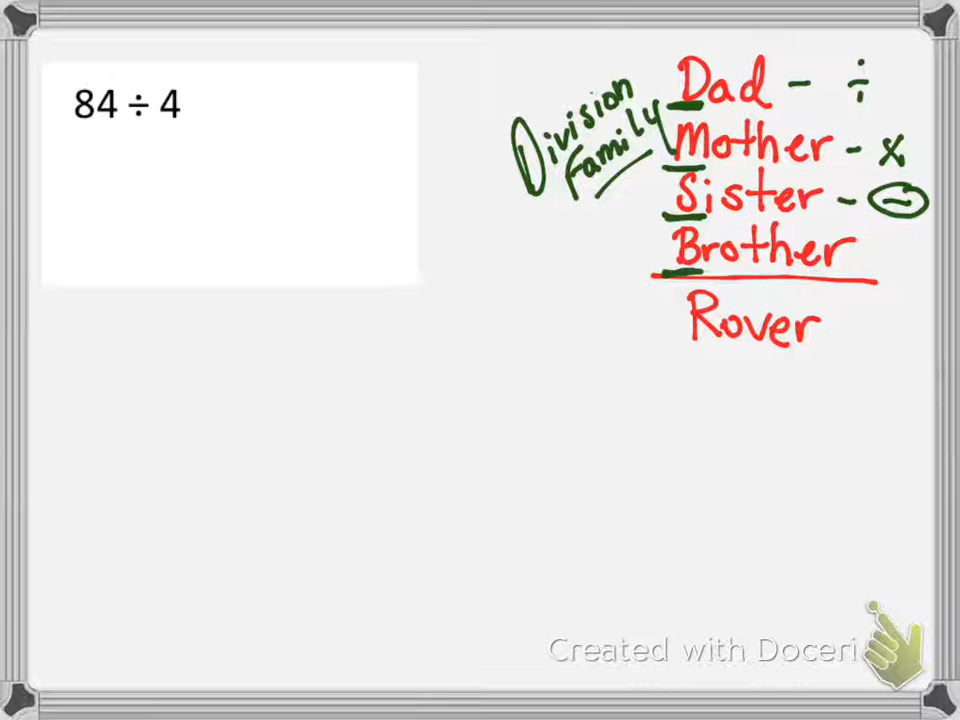 84 ÷ 4
Division
Family
Dad - ÷
Mother - x
Sister - -
Brother
Rover
Created with Doceri